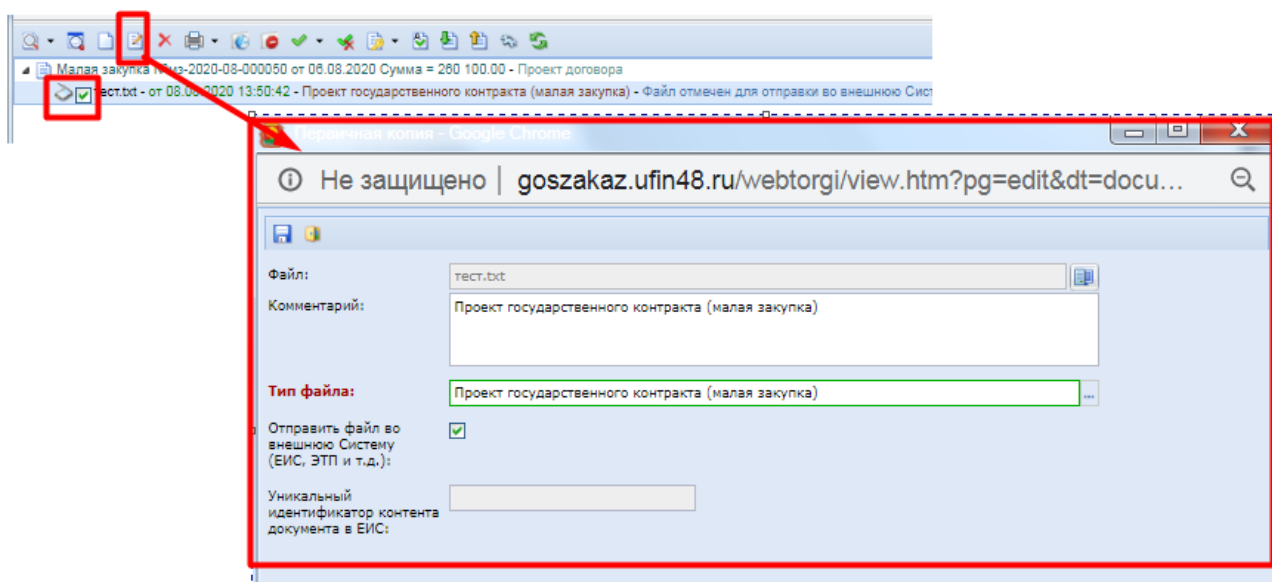 Малая закупка №мз-2020-08-000050 от 06.08.2020 Сумма = 260 100.00 - Проект договора
тест.txt - от 08.08.2020 13:50:42 - Проект государственного контракта (малая закупка) - Файл отмечен для отправки во внешнюю Сист
Первичная копия - Google Chrome
Не защищено | goszakaz.ufin48.ru/webtorgi/view.htm?pg=edit&dt=docu...
Файл: тест.txt
Комментарий: Проект государственного контракта (малая закупка)
Тип файла: Проект государственного контракта (малая закупка) ...
Отправить файл во
внешнюю Систему
(ЕИС, ЭТП и т.д.):
Уникальный
идентификатор контента
документа в ЕИС: